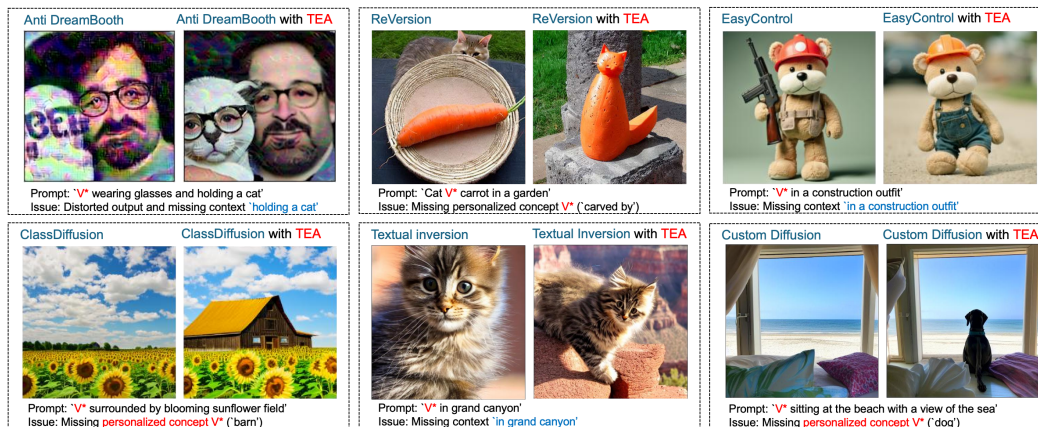 Anti DreamBooth
Anti DreamBooth with TEA
BEE
Prompt: `V* wearing glasses and holding a cat'
Issue: Distorted output and missing context `holding a cat'
ReVersion
ReVersion with TEA
Prompt: `Cat V* carrot in a garden'
Issue: Missing personalized concept V* (`carved by')
EasyControl
EasyControl with TEA
Prompt: `V* in a construction outfit'
Issue: Missing context `in a construction outfit'
ClassDiffusion
ClassDiffusion with TEA
Prompt: `V* surrounded by blooming sunflower field'
Issue: Missing personalized concept V* (`barn')
Textual inversion
Textual Inversion with TEA
Prompt: `V* in grand canyon'
Issue: Missing context `in grand canyon'
Custom Diffusion
Custom Diffusion with TEA
Prompt: `V* sitting at the beach with a view of the sea'
Issue: Missing personalized concept V* (`dog')